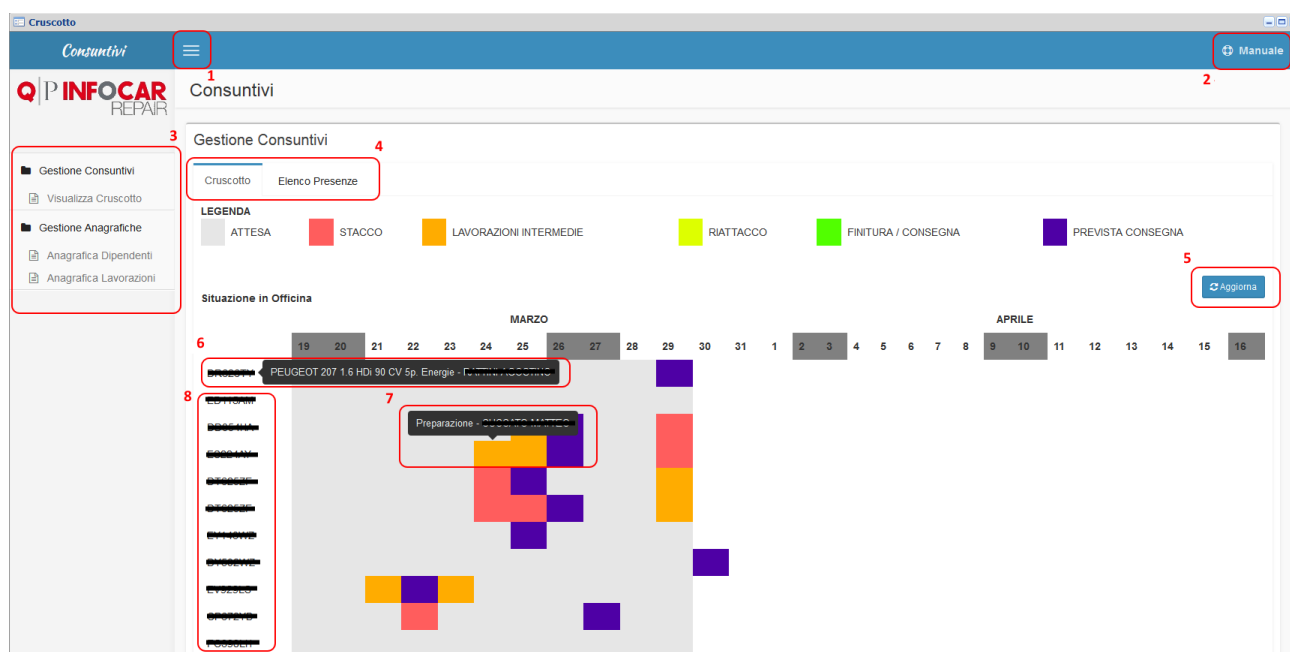 Cruscotto
Consuntivi
Manuale
1
2
Q|P INFOCAR
REPAIR
Consuntivi
3
Gestione Consuntivi
4
Gestione Consuntivi
Cruscotto Elenco Presenze
Visualizza Cruscotto
LEGENDA
Gestione Anagrafiche
ATTESA STACCO LAVORAZIONI INTERMEDIE RIATTACCO FINITURA / CONSEGNA PREVISTA CONSEGNA
Anagrafica Dipendenti
5
Anagrafica Lavorazioni
Aggiorna
Situazione in Officina
MARZO APRILE
6
19 20 21 22 23 24 25 26 27 28 29 30 31 1 2 3 4 5 6 7 8 9 10 11 12 13 14 15 16
PEUGEOT 207 1.6 HDi 90 CV 5p. Energie -
8
7
Preparazione -